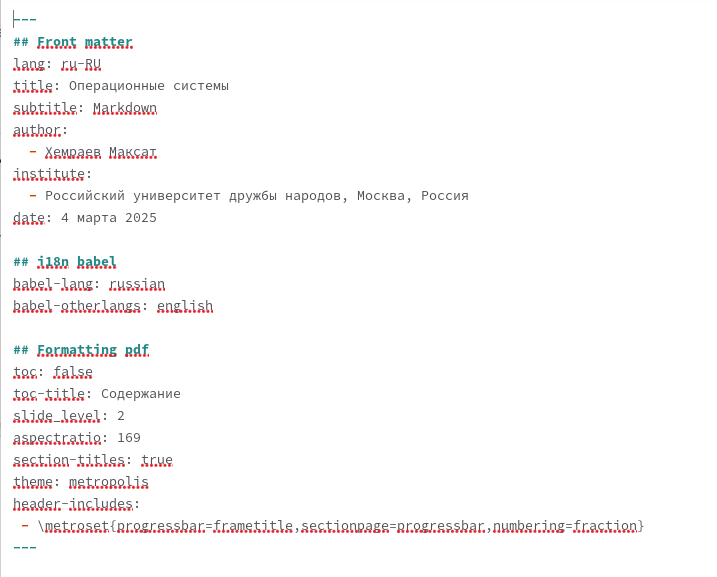 ---
## Front matter
lang: ru-RU
title: Операционные системы
subtitle: Markdown
author:
  - Хемраев Максат
institute:
  - Российский университет дружбы народов, Москва, Россия
date: 4 марта 2025

## i18n babel
babel-lang: russian
babel-otherlangs: english

## Formatting pdf
toc: false
toc-title: Содержание
slide_level: 2
aspectratio: 169
section-titles: true
theme: metropolis
header-includes:
 - \metroset{progressbar=frametitle,sectionpage=progressbar,numbering=fraction}
---